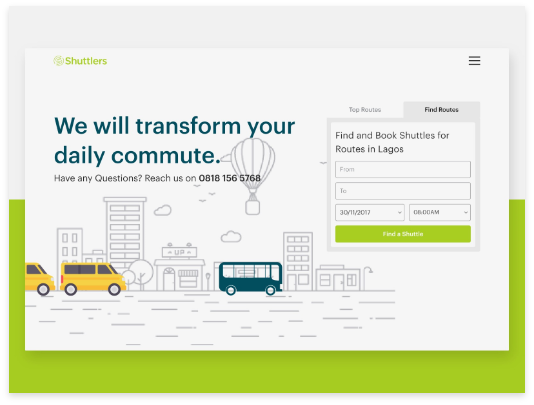 Shuttlers
We will transform your
daily commute.
Have any Questions? Reach us on 0818 156 5768
Top Routes
Find Routes
Find and Book Shuttles for
Routes in Lagos
From
To
30/11/2017
08:00AM
Find a Shuttle
UP